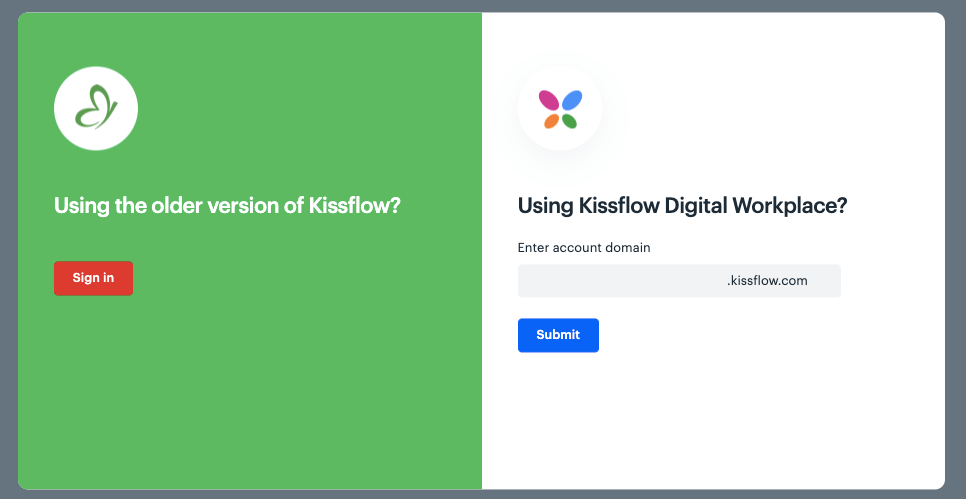 Using the older version of Kissflow?
Sign in
Using Kissflow Digital Workplace?
Enter account domain
.kissflow.com
Submit